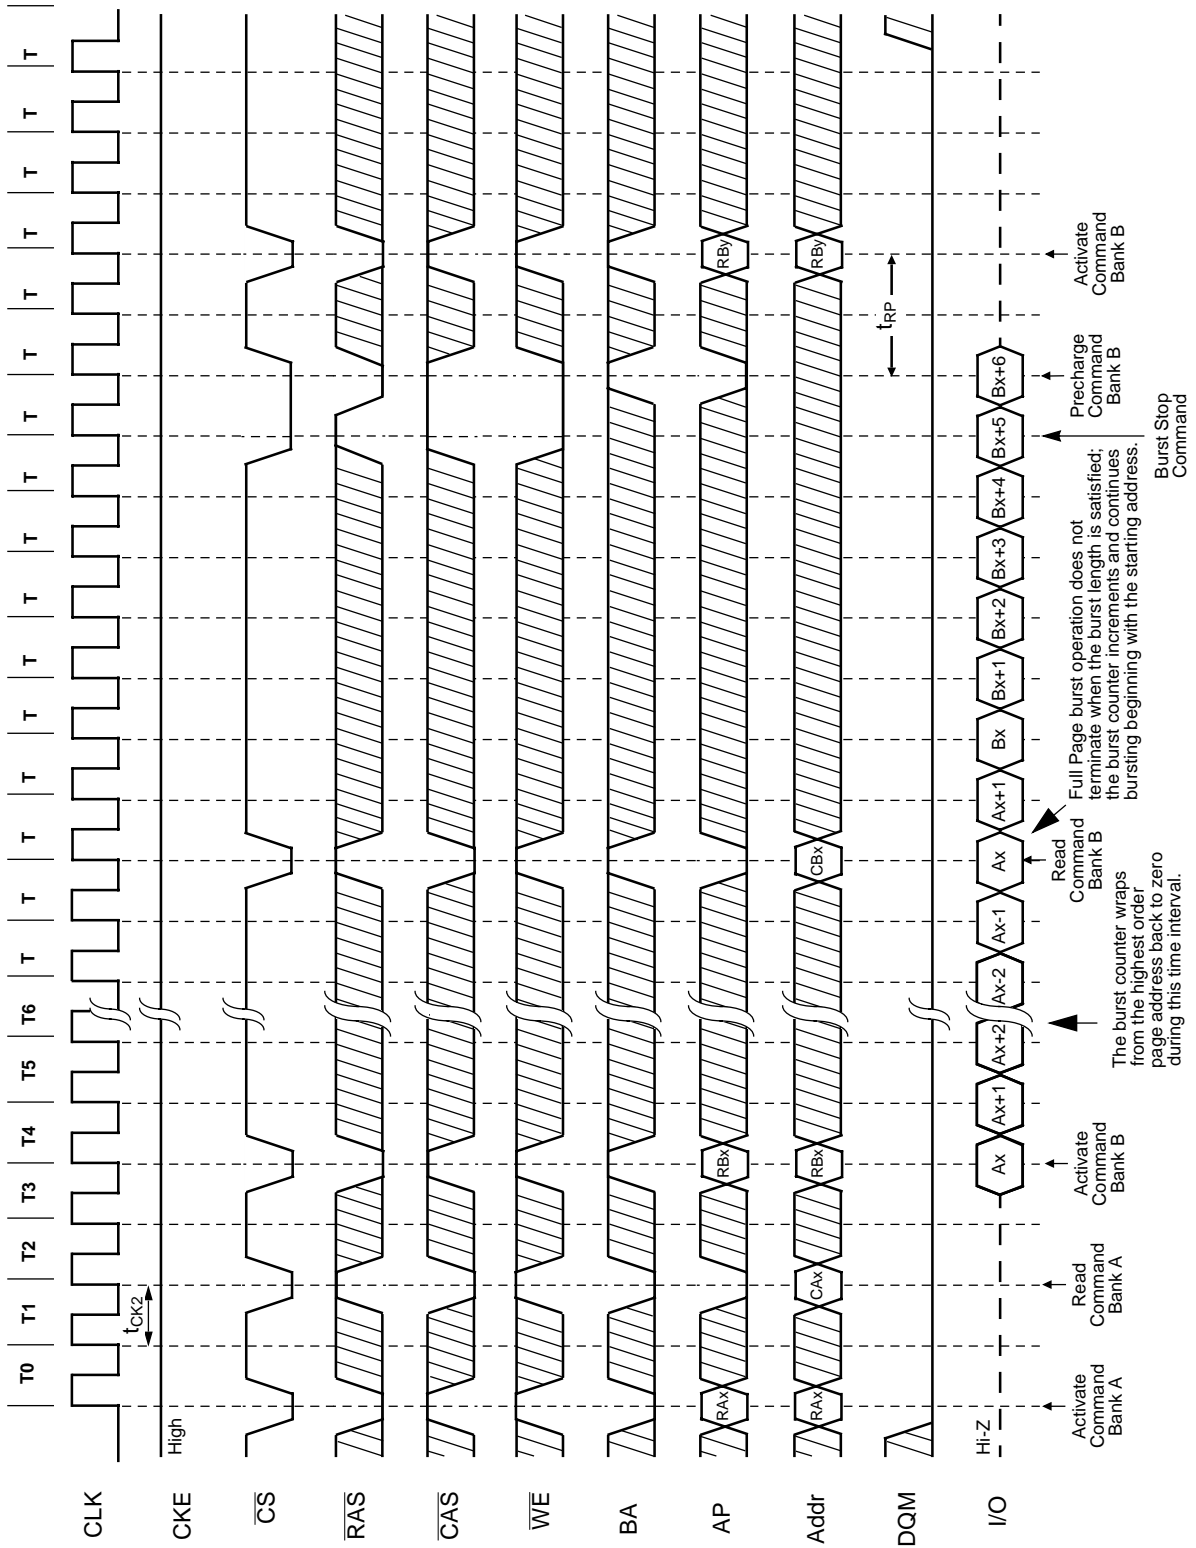 T0 T1 T2 T3 T4 T5 T6 T T T T T T T T T T T T T T T T
CLK
tCK2
CKE
High
CS
RAS
CAS
WE
BA
AP
RAx RBx RBy
Addr
RAx CAx RBx CBx RBy
DQM
tRP
I/O
Hi-Z
Ax Ax+1 Ax+2 Ax-2 Ax-1 Ax Ax+1 Bx Bx+1 Bx+2 Bx+3 Bx+4 Bx+5 Bx+6
Activate
Command
Bank A
Read
Command
Bank A
Activate
Command
Bank B
The burst counter wraps
from the highest order
page address back to zero
during this time interval.
Read
Command
Bank B
Full Page burst operation does not
terminate when the burst length is satisfied;
the burst counter increments and continues
bursting beginning with the starting address.
Burst Stop
Command
Precharge
Command
Bank B
Activate
Command
Bank B